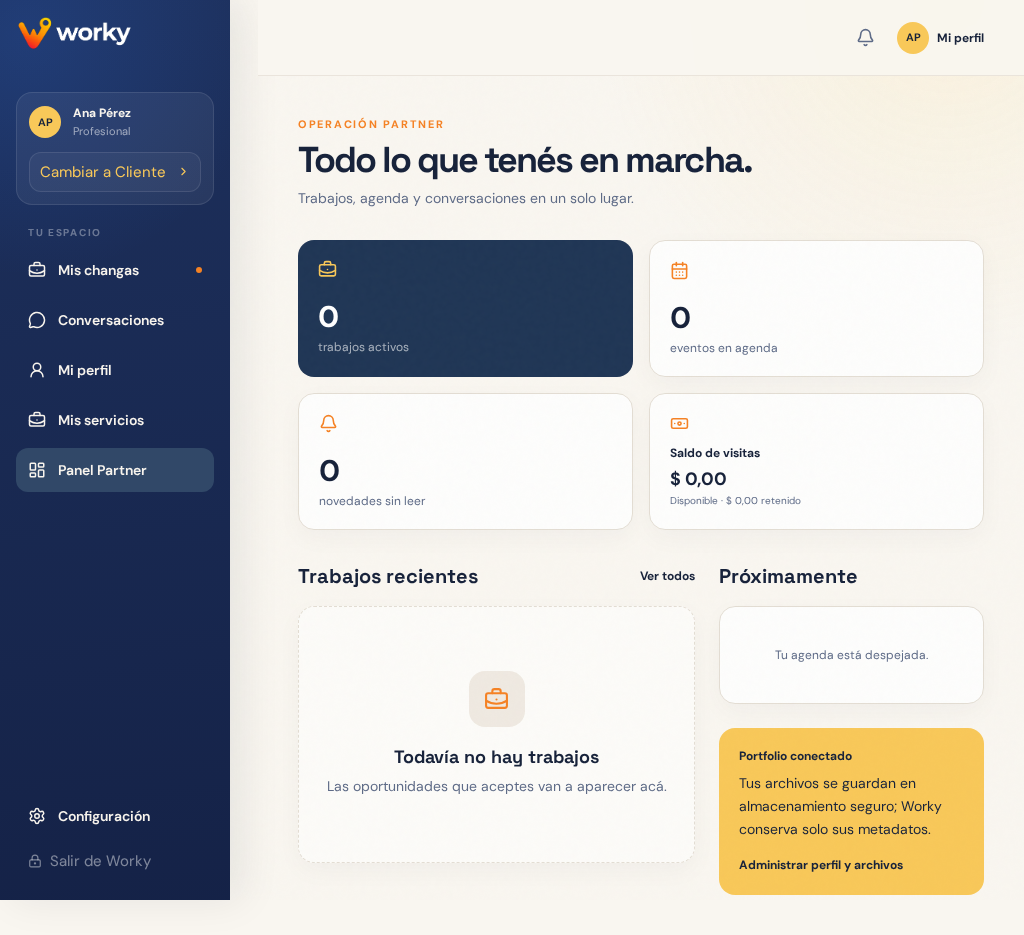 worky
AP
Mi perfil
AP
Ana Pérez
Profesional
Cambiar a Cliente
TU ESPACIO
Mis changas
Conversaciones
Mi perfil
Mis servicios
Panel Partner
Configuración
Salir de Worky
OPERACIÓN PARTNER
Todo lo que tenés en marcha.
Trabajos, agenda y conversaciones en un solo lugar.
0
trabajos activos
0
eventos en agenda
0
novedades sin leer
Saldo de visitas
$ 0,00
Disponible · $ 0,00 retenido
Trabajos recientes
Ver todos
Todavía no hay trabajos
Las oportunidades que aceptes van a aparecer acá.
Próximamente
Tu agenda está despejada.
Portfolio conectado
Tus archivos se guardan en
almacenamiento seguro; Worky
conserva solo sus metadatos.
Administrar perfil y archivos